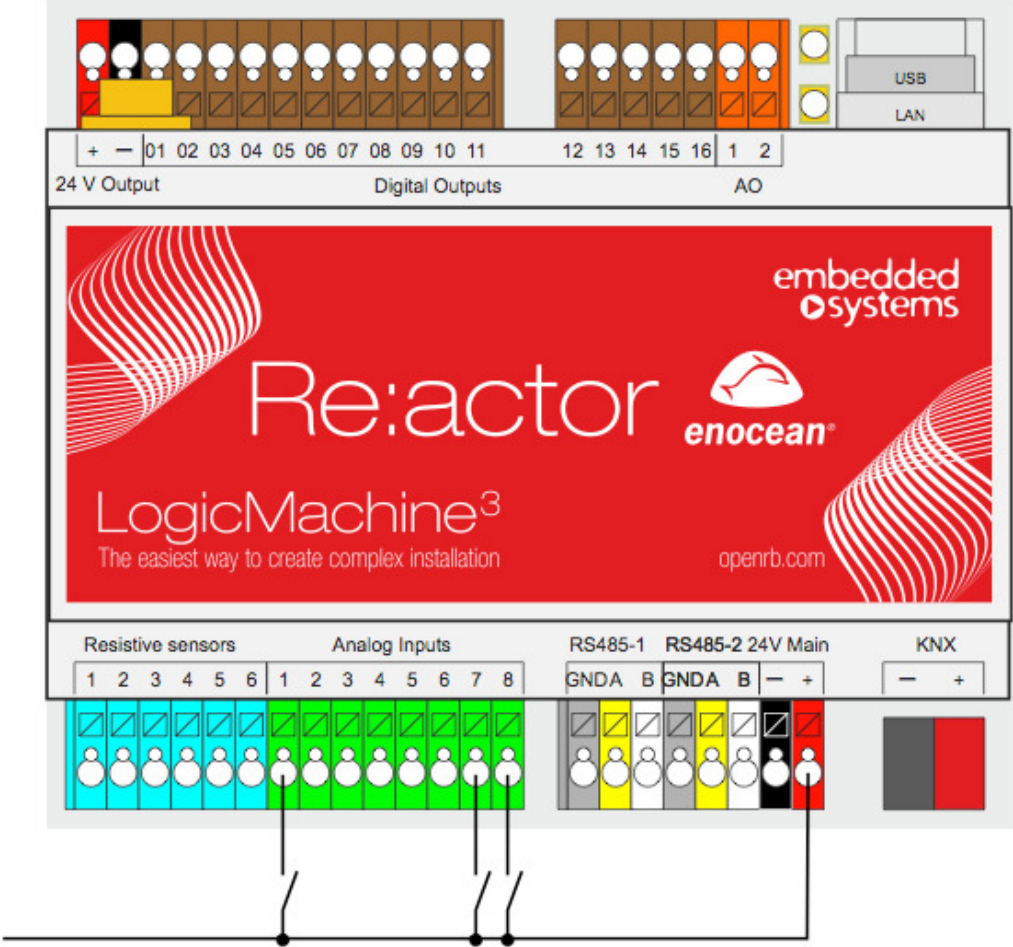 USB
LAN
+ — 01 02 03 04 05 06 07 08 09 10 11 12 13 14 15 16 1 2
24 V Output Digital Outputs AO
embedded
systems
Re:actor
enocean®
LogicMachine³
The easiest way to create complex installation openrb.com
Resistive sensors Analog Inputs RS485-1 RS485-2 24V Main KNX
1 2 3 4 5 6 1 2 3 4 5 6 7 8 GNDA B GNDA B — + — +